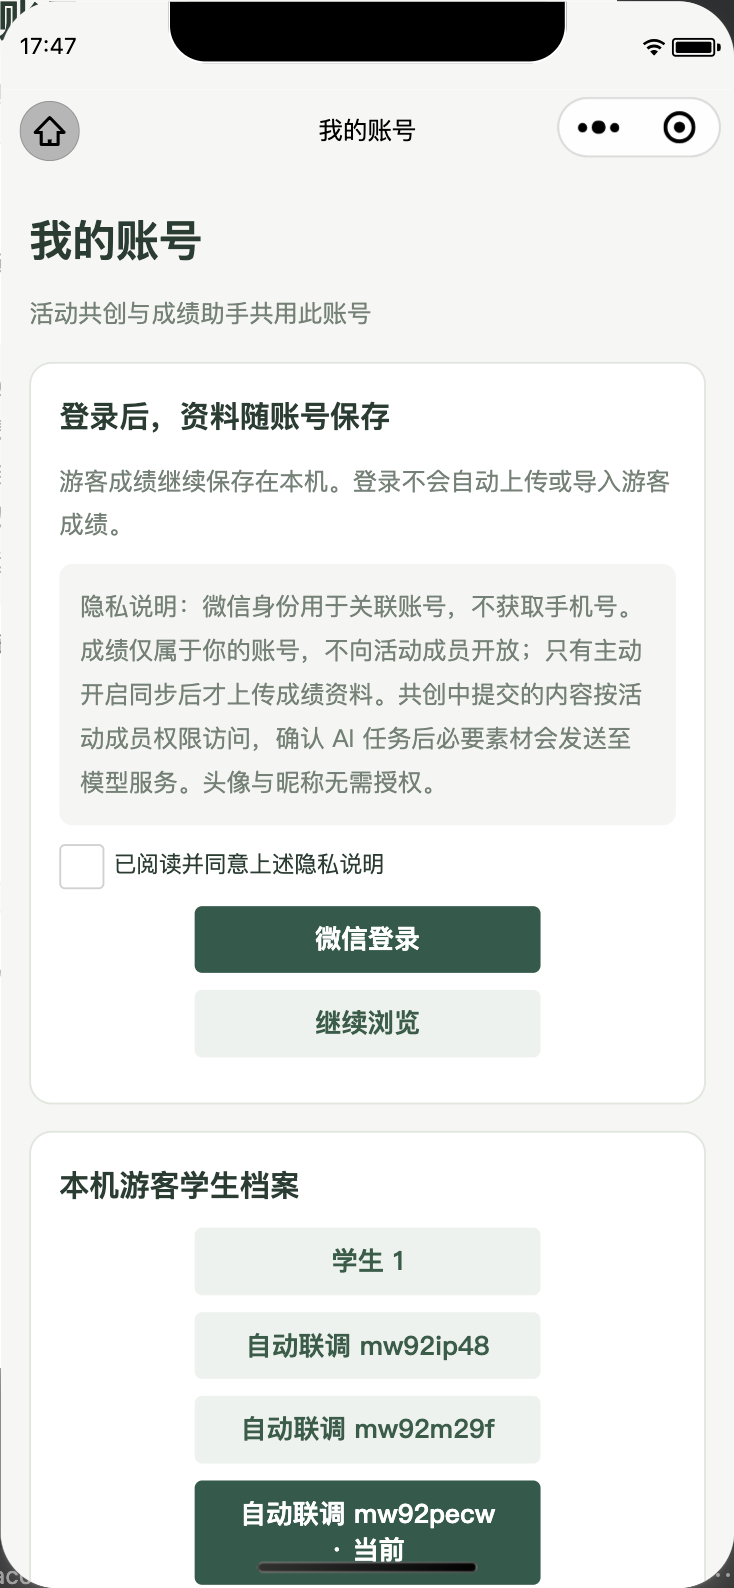 17:47
我的账号
我的账号
活动共创与成绩助手共用此账号
登录后，资料随账号保存
游客成绩继续保存在本机。登录不会自动上传或导入游客
成绩。
隐私说明：微信身份用于关联账号，不获取手机号。
成绩仅属于你的账号，不向活动成员开放；只有主动
开启同步后才上传成绩资料。共创中提交的内容按活
动成员权限访问，确认 AI 任务后必要素材会发送至
模型服务。头像与昵称无需授权。
已阅读并同意上述隐私说明
微信登录
继续浏览
本机游客学生档案
学生 1
自动联调 mw92ip48
自动联调 mw92m29f
自动联调 mw92pecw
· 当前